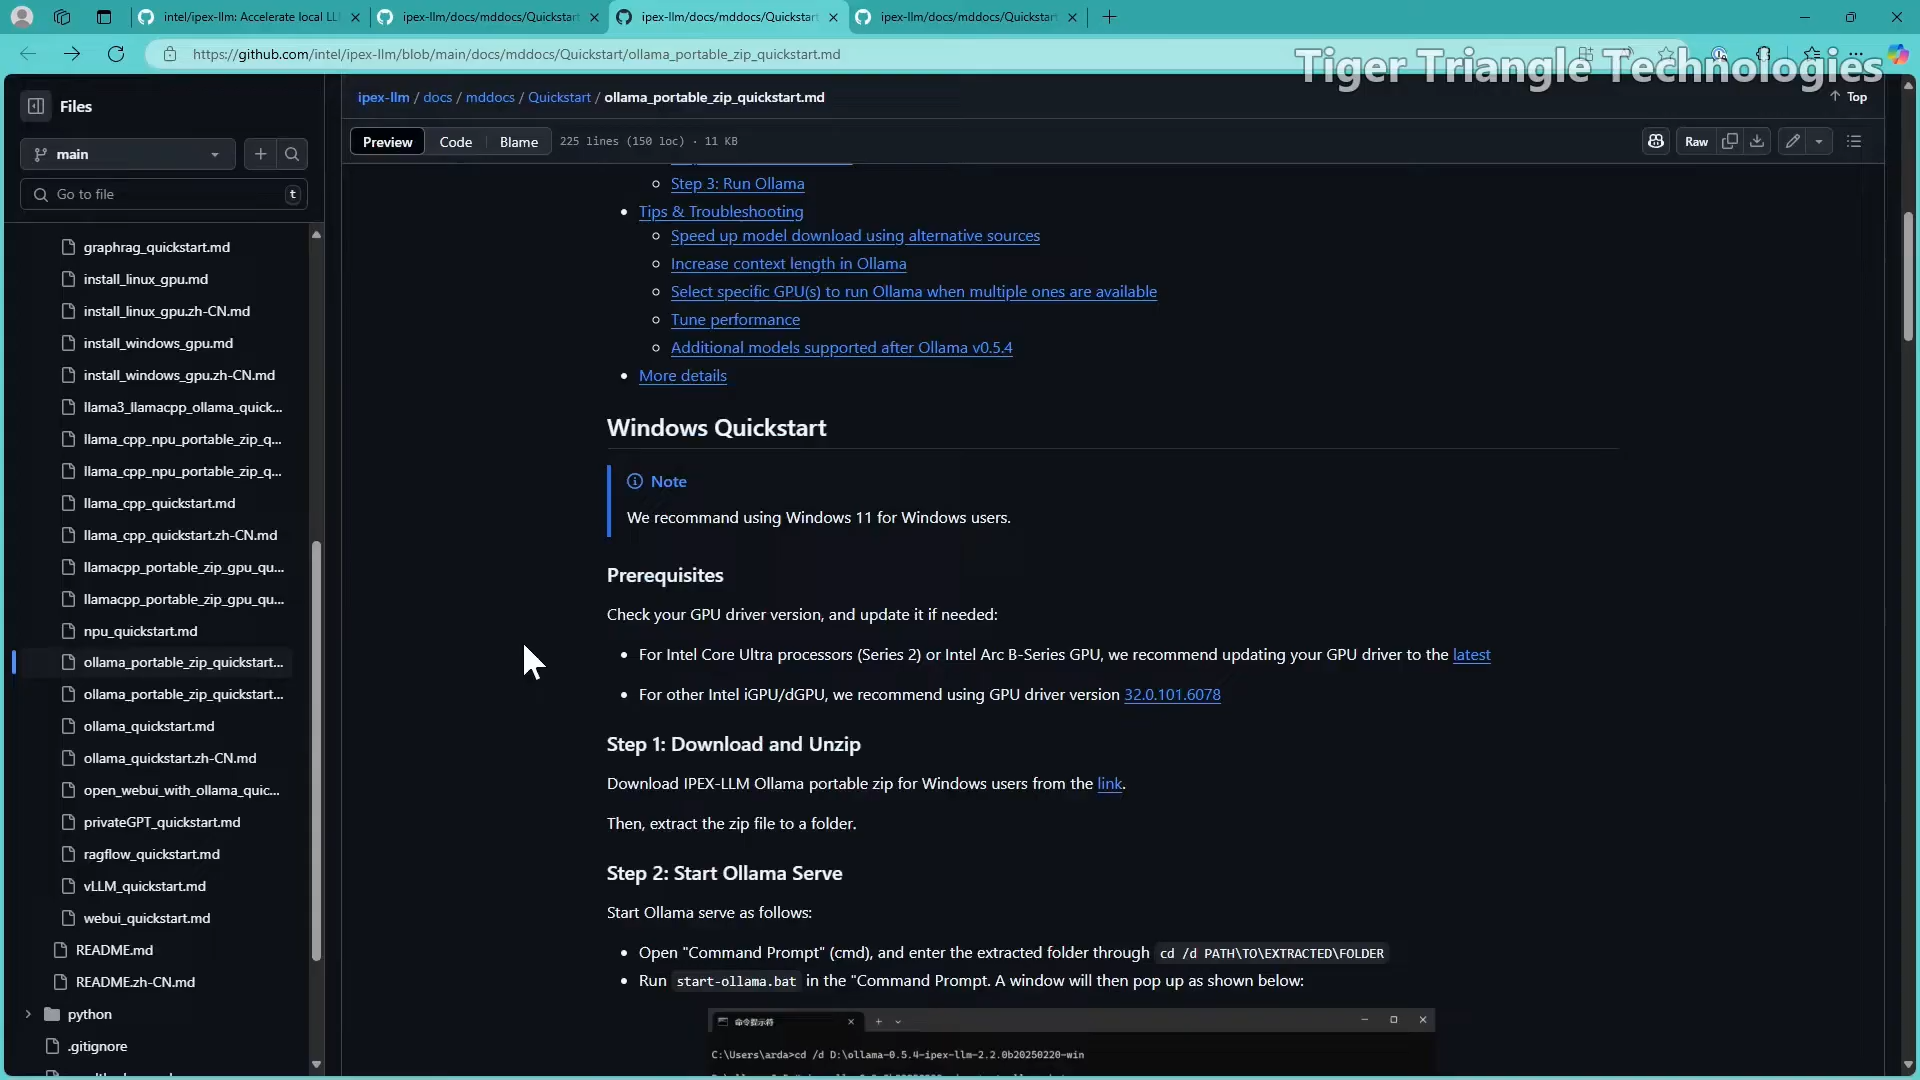 intel/ipex-llm: Accelerate local LL
ipex-llm/docs/mddocs/Quickstart
ipex-llm/docs/mddocs/Quickstart
ipex-llm/docs/mddocs/Quickstart
https://github.com/intel/ipex-llm/blob/main/docs/mddocs/Quickstart/ollama_portable_zip_quickstart.md
Tiger Triangle Technologies
Files
main
Go to file
t
graphrag_quickstart.md
install_linux_gpu.md
install_linux_gpu.zh-CN.md
install_windows_gpu.md
install_windows_gpu.zh-CN.md
llama3_llamacpp_ollama_quick...
llama_cpp_npu_portable_zip_q...
llama_cpp_npu_portable_zip_q...
llama_cpp_quickstart.md
llama_cpp_quickstart.zh-CN.md
llamacpp_portable_zip_gpu_qu...
llamacpp_portable_zip_gpu_qu...
npu_quickstart.md
ollama_portable_zip_quickstart...
ollama_portable_zip_quickstart...
ollama_quickstart.md
ollama_quickstart.zh-CN.md
open_webui_with_ollama_quic...
privateGPT_quickstart.md
ragflow_quickstart.md
vLLM_quickstart.md
webui_quickstart.md
README.md
README.zh-CN.md
python
.gitignore
ipex-llm / docs / mddocs / Quickstart / ollama_portable_zip_quickstart.md
Top
Preview Code Blame 225 lines (150 loc) · 11 KB
Raw
Step 3: Run Ollama
Tips & Troubleshooting
Speed up model download using alternative sources
Increase context length in Ollama
Select specific GPU(s) to run Ollama when multiple ones are available
Tune performance
Additional models supported after Ollama v0.5.4
More details
Windows Quickstart
Note
We recommand using Windows 11 for Windows users.
Prerequisites
Check your GPU driver version, and update it if needed:
For Intel Core Ultra processors (Series 2) or Intel Arc B-Series GPU, we recommend updating your GPU driver to the latest
For other Intel iGPU/dGPU, we recommend using GPU driver version 32.0.101.6078
Step 1: Download and Unzip
Download IPEX-LLM Ollama portable zip for Windows users from the link.
Then, extract the zip file to a folder.
Step 2: Start Ollama Serve
Start Ollama serve as follows:
Open "Command Prompt" (cmd), and enter the extracted folder through cd /d PATH\TO\EXTRACTED\FOLDER
Run start-ollama.bat in the "Command Prompt. A window will then pop up as shown below:
命令提示符
C:\Users\arda>cd /d D:\ollama-0.5.4-ipex-llm-2.2.0b20250220-win